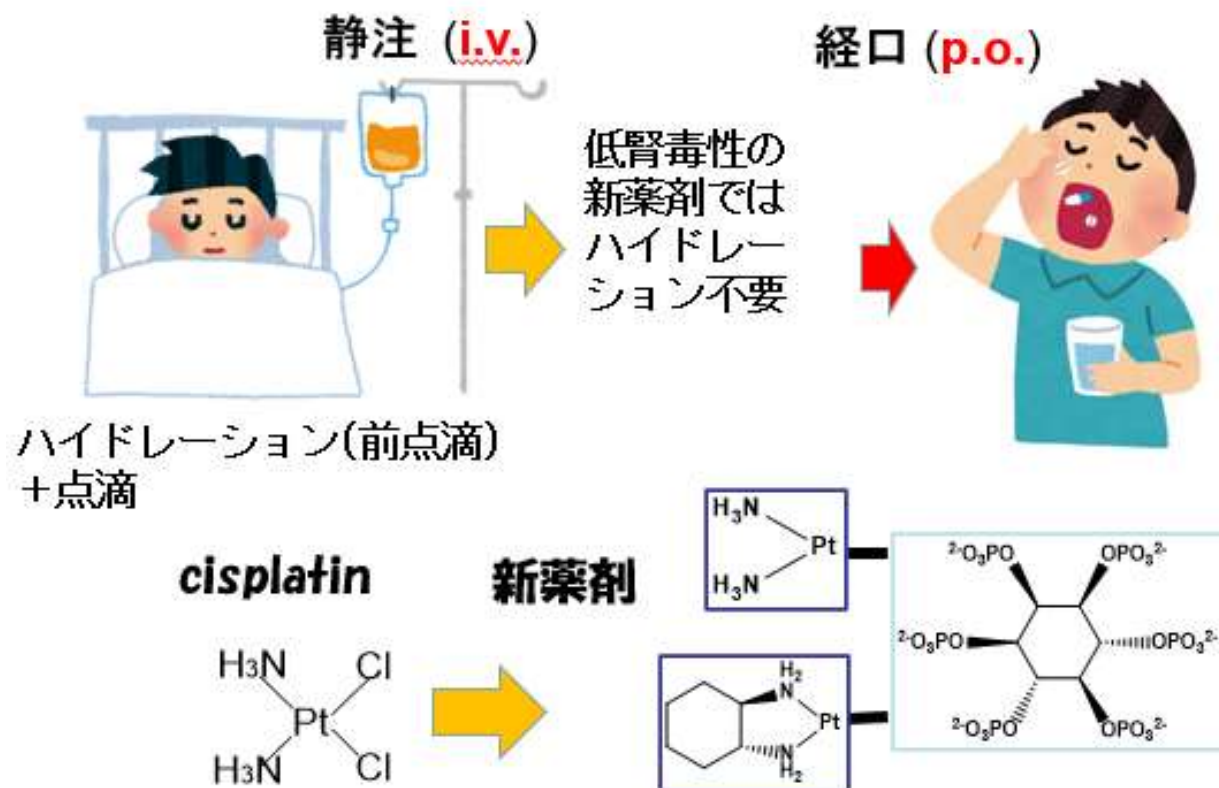 静注 (i.v.)
経口 (p.o.)
低腎毒性の
新薬剤では
ハイドレー
ション不要
ハイドレーション(前点滴)
+点滴
cisplatin
新薬剤
H₃N
Cl
Pt
H₃N
Cl
H₃N
Pt
H₃N
H₂
N
Pt
N
H₂
²⁻O₃PO
OPO₃²⁻
²⁻O₃PO
OPO₃²⁻
²⁻O₃PO
OPO₃²⁻